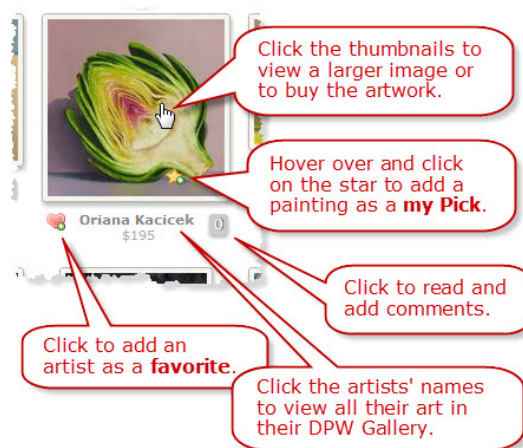 Click the thumbnails to
view a larger image or
to buy the artwork.
Hover over and click
on the star to add a
painting as a my Pick.
Oriana Kacicek
0
$195
Click to read and
add comments.
Click to add an
artist as a favorite.
Click the artists' names
to view all their art in
their DPW Gallery.